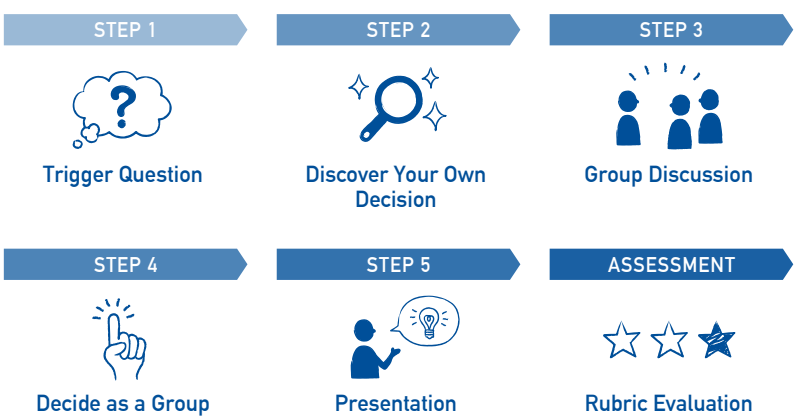 STEP 1
STEP 2
STEP 3
?
Trigger Question
Discover Your Own
Decision
Group Discussion
STEP 4
STEP 5
ASSESSMENT
Decide as a Group
Presentation
Rubric Evaluation